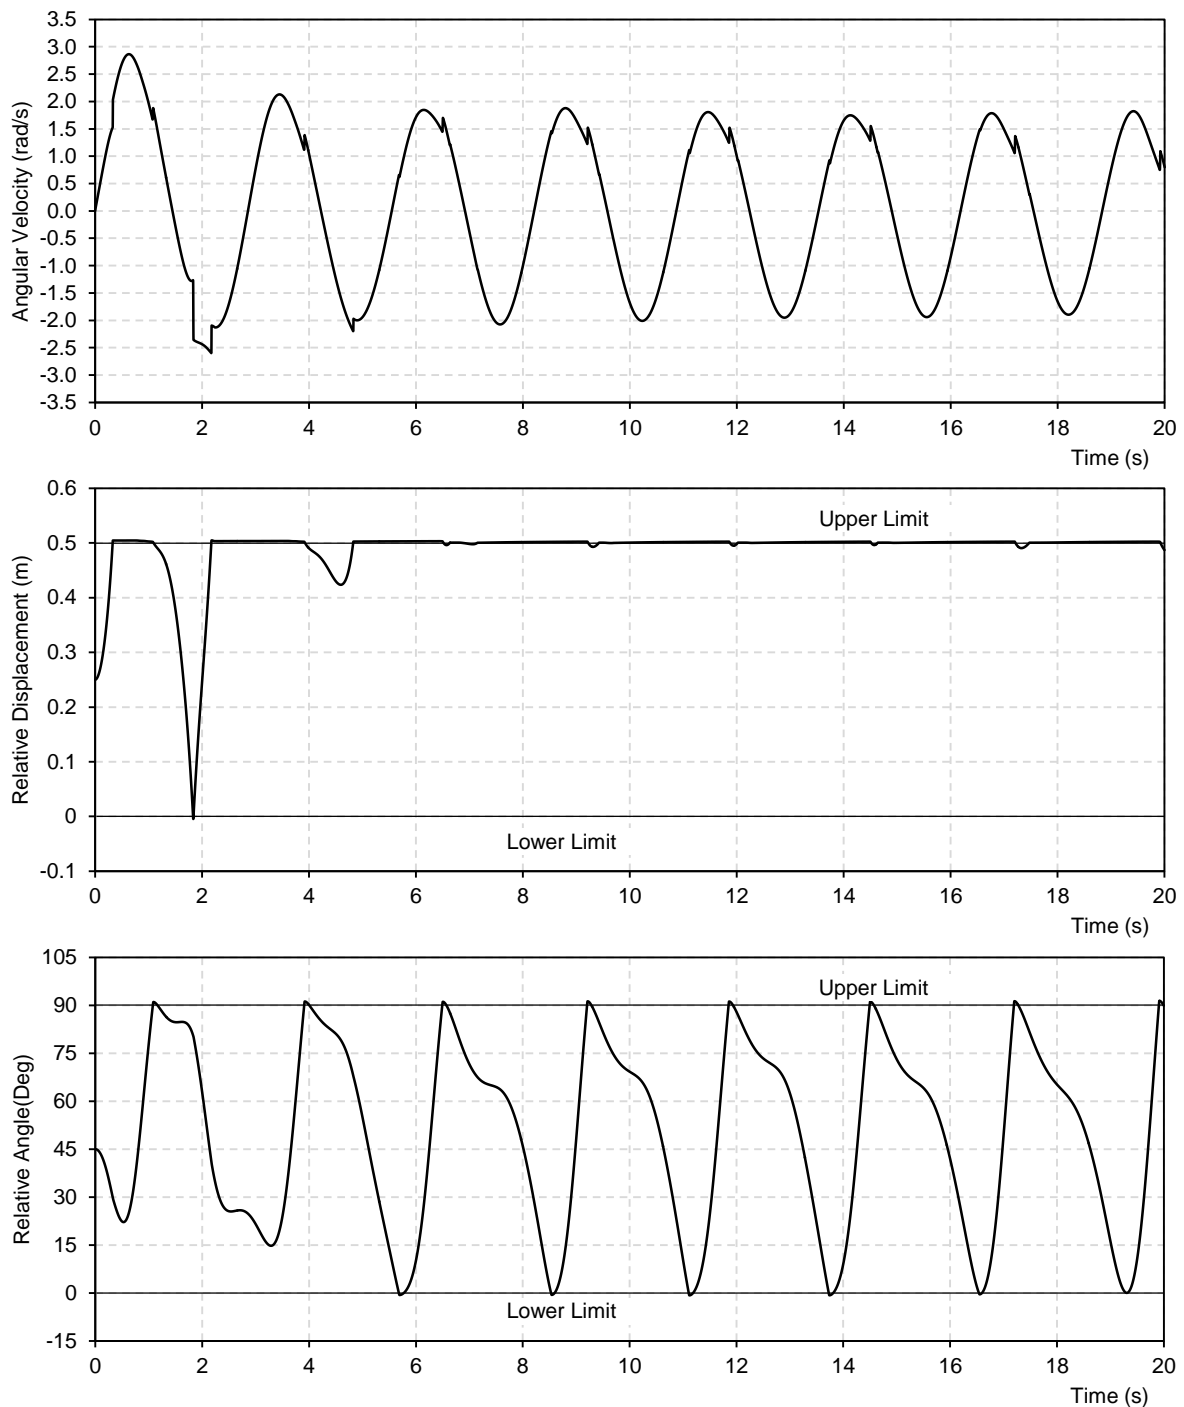 Angular Velocity (rad/s)
3.5
3.0
2.5
2.0
1.5
1.0
0.5
0.0
-0.5
-1.0
-1.5
-2.0
-2.5
-3.0
-3.5
0 2 4 6 8 10 12 14 16 18 20
Time (s)
Relative Displacement (m)
0.6
Upper Limit
0.5
0.4
0.3
0.2
0.1
0
Lower Limit
-0.1
0 2 4 6 8 10 12 14 16 18 20
Time (s)
Relative Angle(Deg)
105
Upper Limit
90
75
60
45
30
15
0
Lower Limit
-15
0 2 4 6 8 10 12 14 16 18 20
Time (s)